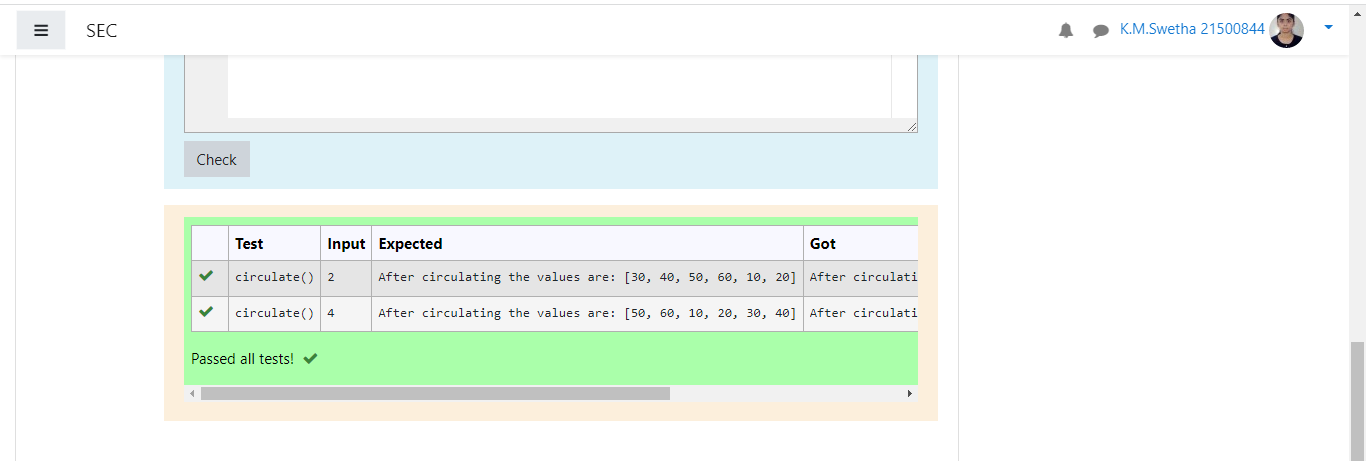 SEC K.M.Swetha 21500844
Check
Test Input Expected Got
circulate() 2 After circulating the values are: [30, 40, 50, 60, 10, 20] After circulati
circulate() 4 After circulating the values are: [50, 60, 10, 20, 30, 40] After circulati
Passed all tests!